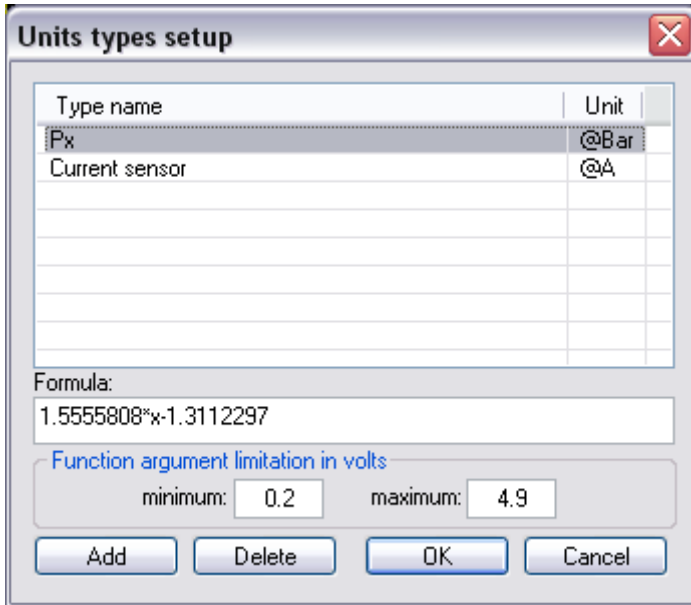 Units types setup
Type name Unit
Px @Bar
Current sensor @A
Formula:
1.5555808*x-1.3112297
Function argument limitation in volts
minimum: 0.2 maximum: 4.9
Add Delete OK Cancel